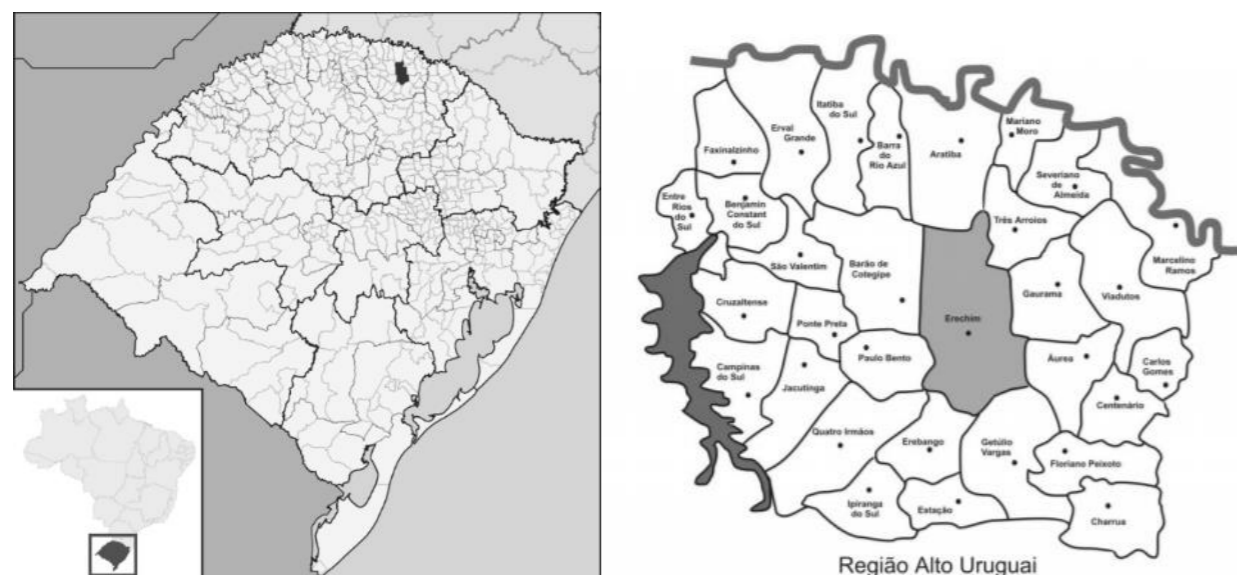 Mariano
Moro
Itatiba
do Sul
Erval
Grande
Barra
do
Rio Azul
Aratiba
Faxinalzinho
Severiano
de
Almeida
Entre
Rios do
Sul
Benjamin
Constant
do Sul
Três Arroios
São Valentim
Barão de
Cotegipe
Marcelino
Ramos
Gaurama
Viadutos
Cruzaltense
Ponte Preta
Erechim
Paulo Bento
Áurea
Carlos
Gomes
Campinas
do Sul
Jacutinga
Centenário
Quatro Irmãos
Erebango
Getúlio
Vargas
Floriano Peixoto
Ipiranga
do Sul
Estação
Charrua
Região Alto Uruguai